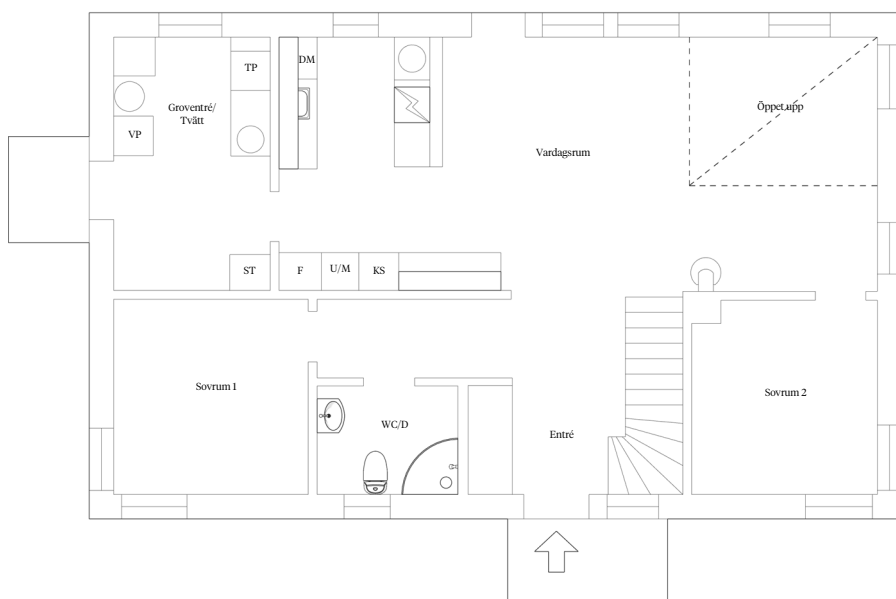 TP
DM
Groventré/
Tvätt
Öppet upp
VP
Vardagsrum
ST
F
U/M
KS
Sovrum 1
Sovrum 2
WC/D
Entré